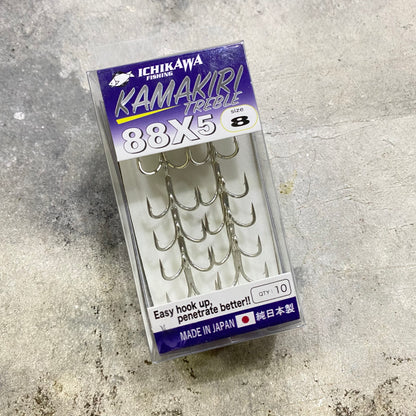 ICHIKAWA
FISHING
KAMAKIRI
TREBLE
88X5
SIZE
8
Easy hook up,
penetrate better!!
QTY: 10
MADE IN JAPAN 純日本製